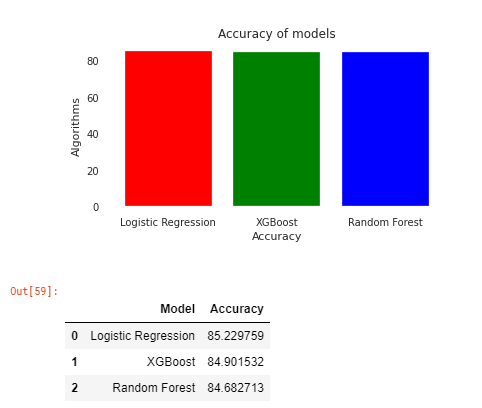 Accuracy of models
80
60
40
20
0
Algorithms
Logistic Regression XGBoost Random Forest
Accuracy
Out[59]:
Model Accuracy
0 Logistic Regression 85.229759
1 XGBoost 84.901532
2 Random Forest 84.682713